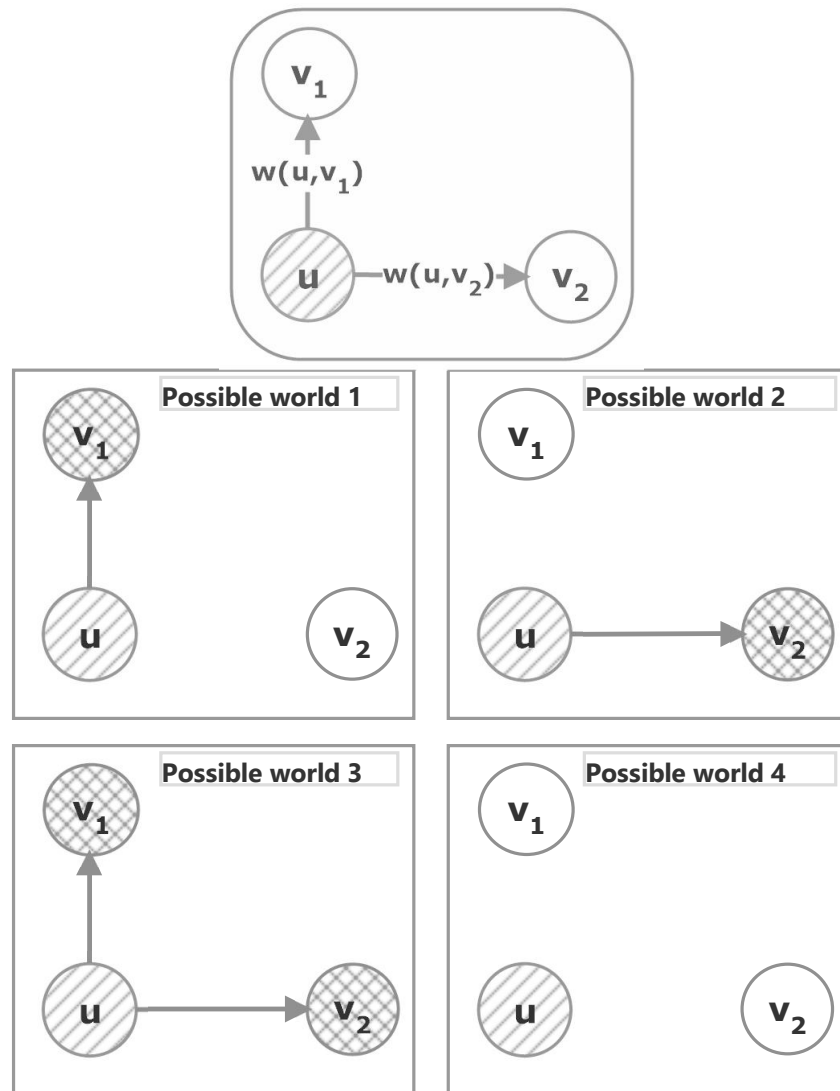 v₁
w(u,v₁)
u
w(u,v₂)
v₂
Possible world 1
v₁
u
v₂
Possible world 2
v₁
u
v₂
Possible world 3
v₁
u
v₂
Possible world 4
v₁
u
v₂